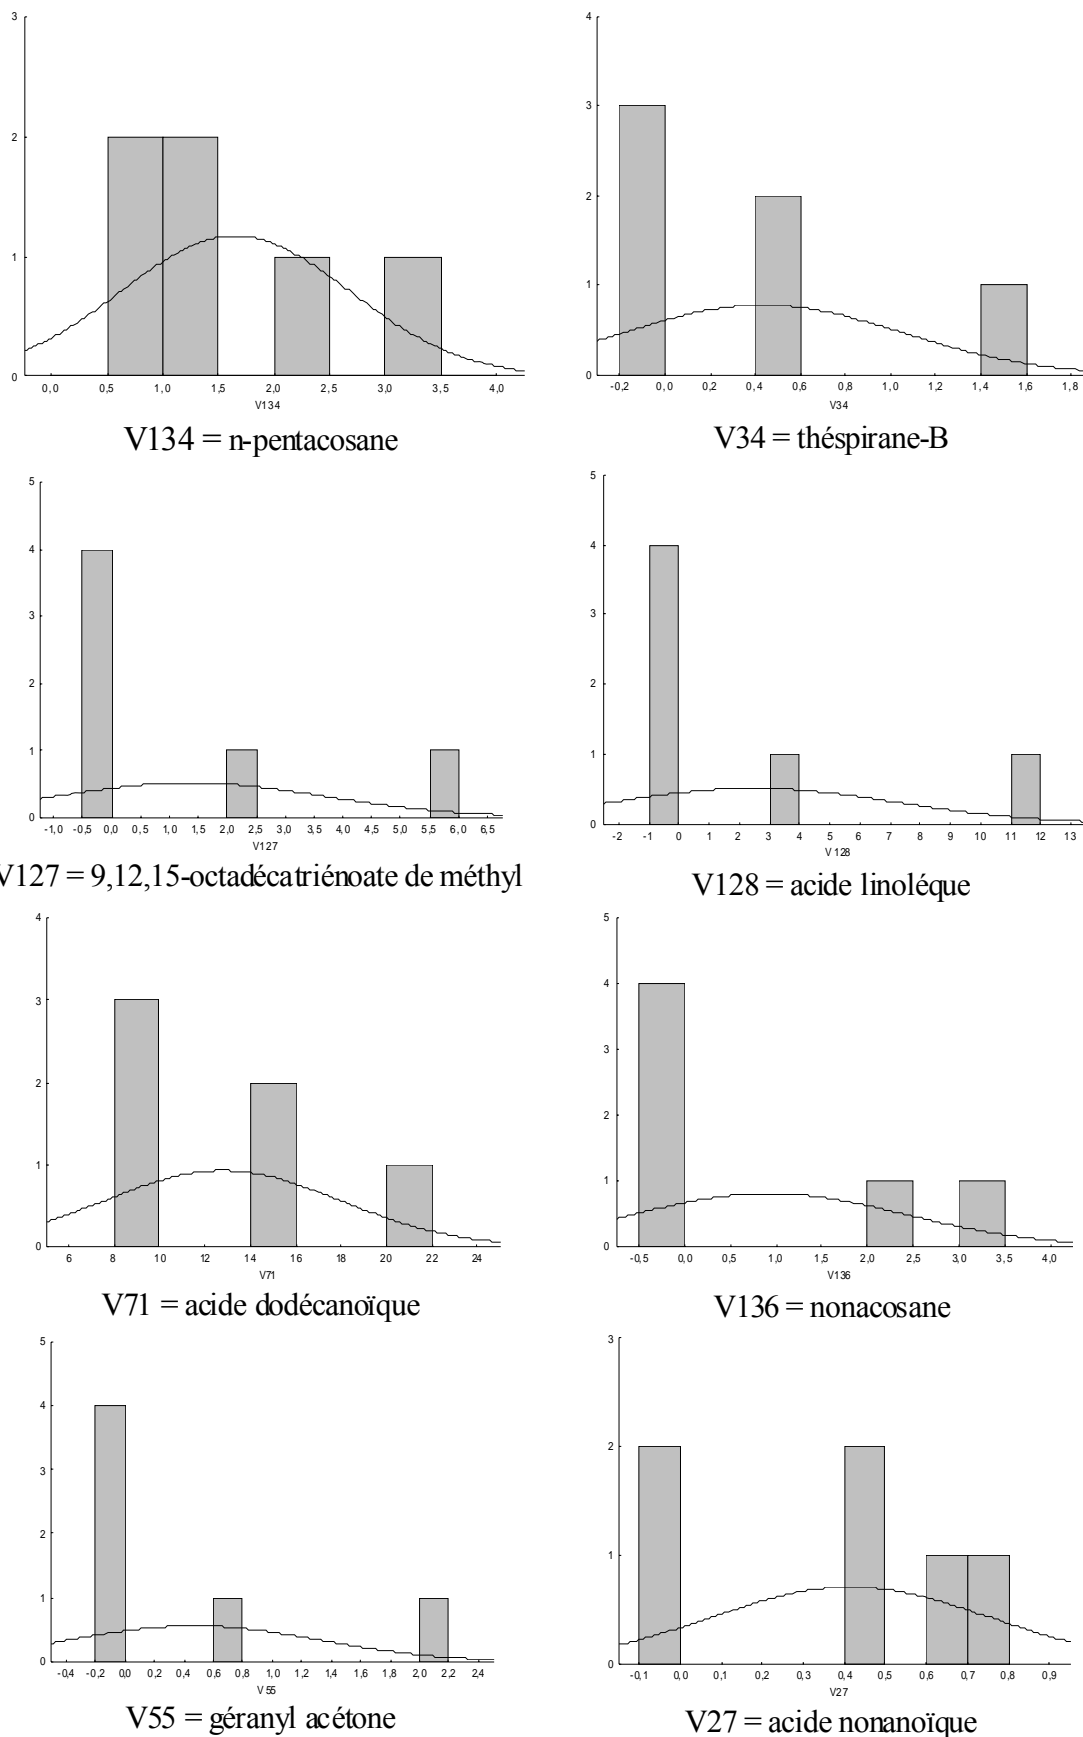 3
2
1
0
0,0 0,5 1,0 1,5 2,0 2,5 3,0 3,5 4,0
V134
V134 = n-pentacosane
4
3
2
1
0
-0,2 0,0 0,2 0,4 0,6 0,8 1,0 1,2 1,4 1,6 1,8
V34
V34 = théspirane-B
5
4
3
2
1
0
-1,0 -0,5 0,0 0,5 1,0 1,5 2,0 2,5 3,0 3,5 4,0 4,5 5,0 5,5 6,0 6,5
V127
V127 = 9,12,15-octadécatriénoate de méthyl
5
4
3
2
1
0
-2 -1 0 1 2 3 4 5 6 7 8 9 10 11 12 13
V128
V128 = acide linoléque
4
3
2
1
0
6 8 10 12 14 16 18 20 22 24
V71
V71 = acide dodécanoïque
5
4
3
2
1
0
-0,5 0,0 0,5 1,0 1,5 2,0 2,5 3,0 3,5 4,0
V136
V136 = nonacosane
5
4
3
2
1
0
-0,4 -0,2 0,0 0,2 0,4 0,6 0,8 1,0 1,2 1,4 1,6 1,8 2,0 2,2 2,4
V55
V55 = géranyl acétone
3
2
1
0
-0,1 0,0 0,1 0,2 0,3 0,4 0,5 0,6 0,7 0,8 0,9
V27
V27 = acide nonanoïque